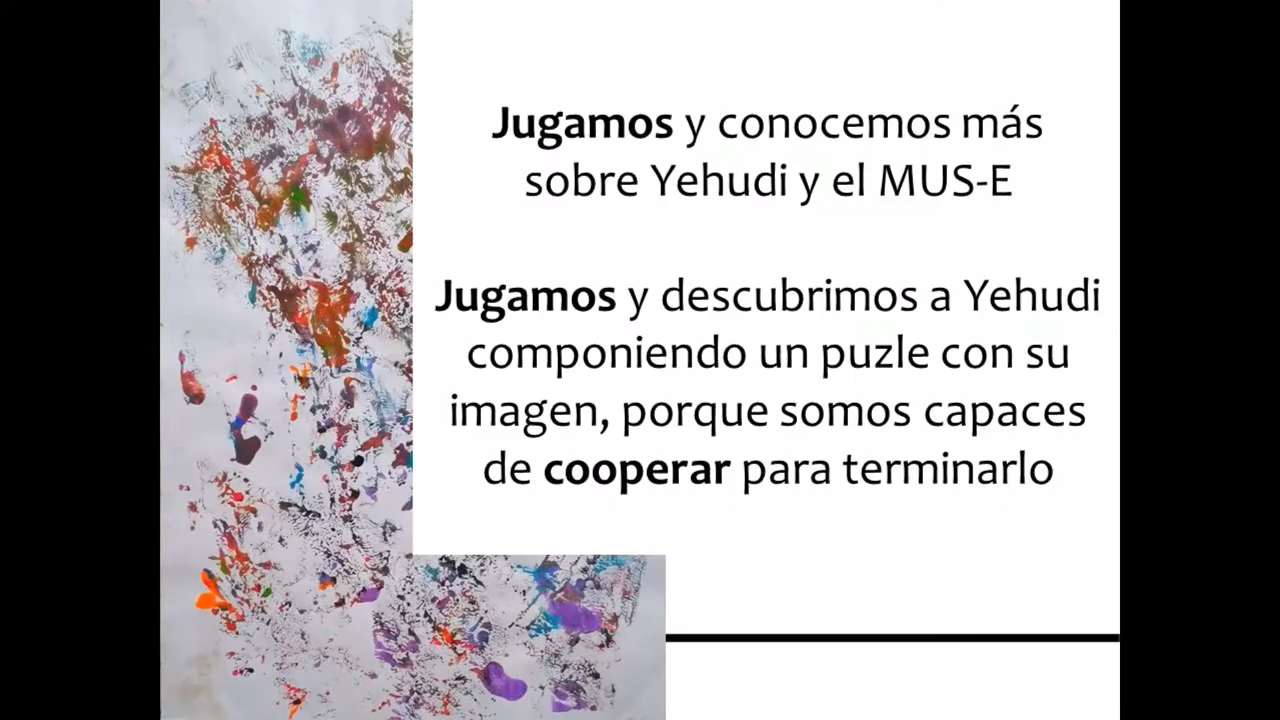 Jugamos y conocemos más
sobre Yehudi y el MUS-E
Jugamos y descubrimos a Yehudi
componiendo un puzle con su
imagen, porque somos capaces
de cooperar para terminarlo